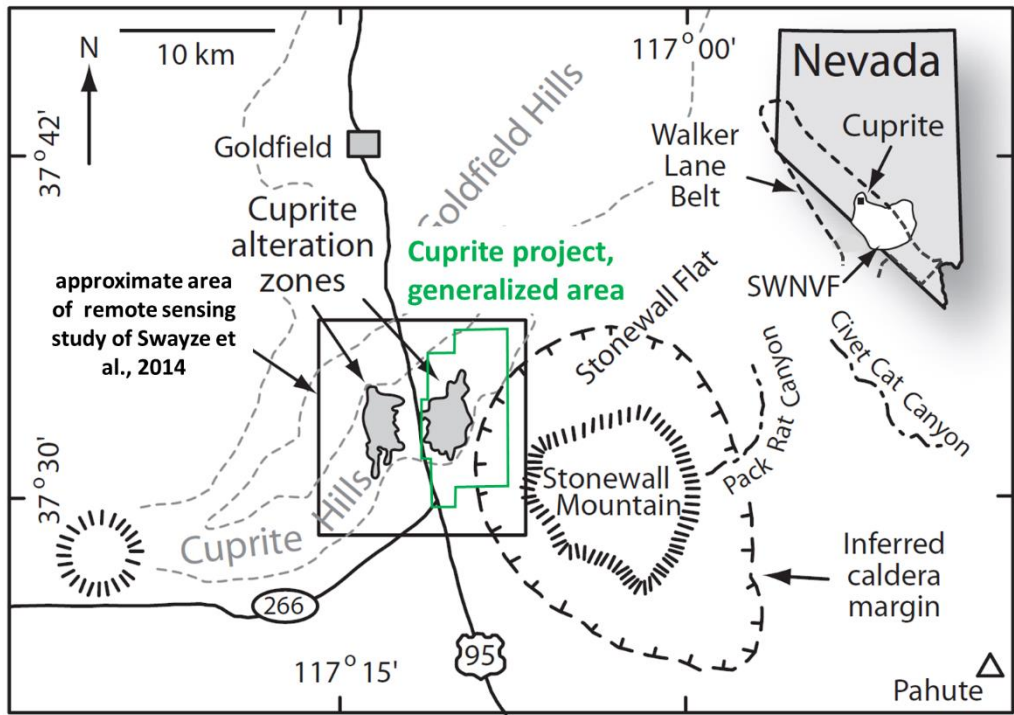 10 km
N
117° 00'
Nevada
37° 42'
Goldfield
Goldfield Hills
Walker
Lane
Belt
Cuprite
SWNVF
Cuprite
alteration
zones
Cuprite project,
generalized area
approximate area
of remote sensing
study of Swayze et
al., 2014
Stonewall Flat
Civet Cat Canyon
Pack Rat Canyon
37° 30'
Stonewall
Mountain
Cuprite Hills
Inferred
caldera
margin
266
95
117° 15'
Pahute